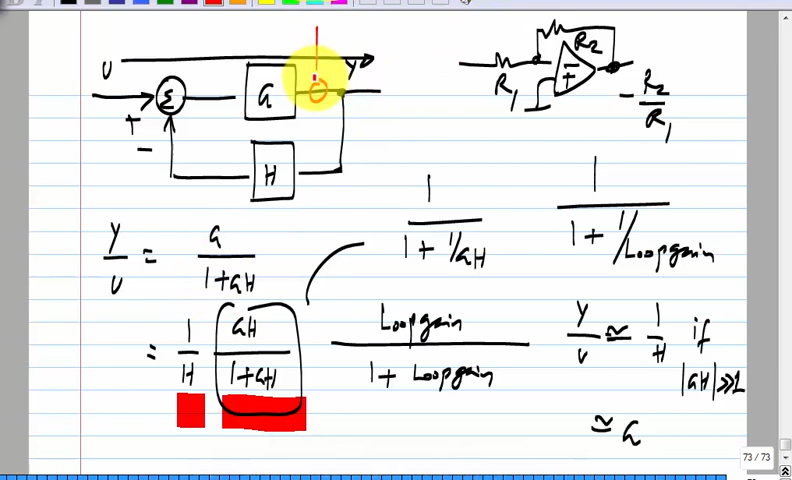 U Σ G Y
+
−
H
R1 R2
− R2/R1
Y/U = G/(1+GH)
1/(1 + 1/GH)
1/(1 + 1/Loopgain)
= 1/H GH/(1+GH)
Loopgain/(1 + Loopgain)
Y/U ≅ 1/H if |GH| ≫ 1
≅ G
73 / 73